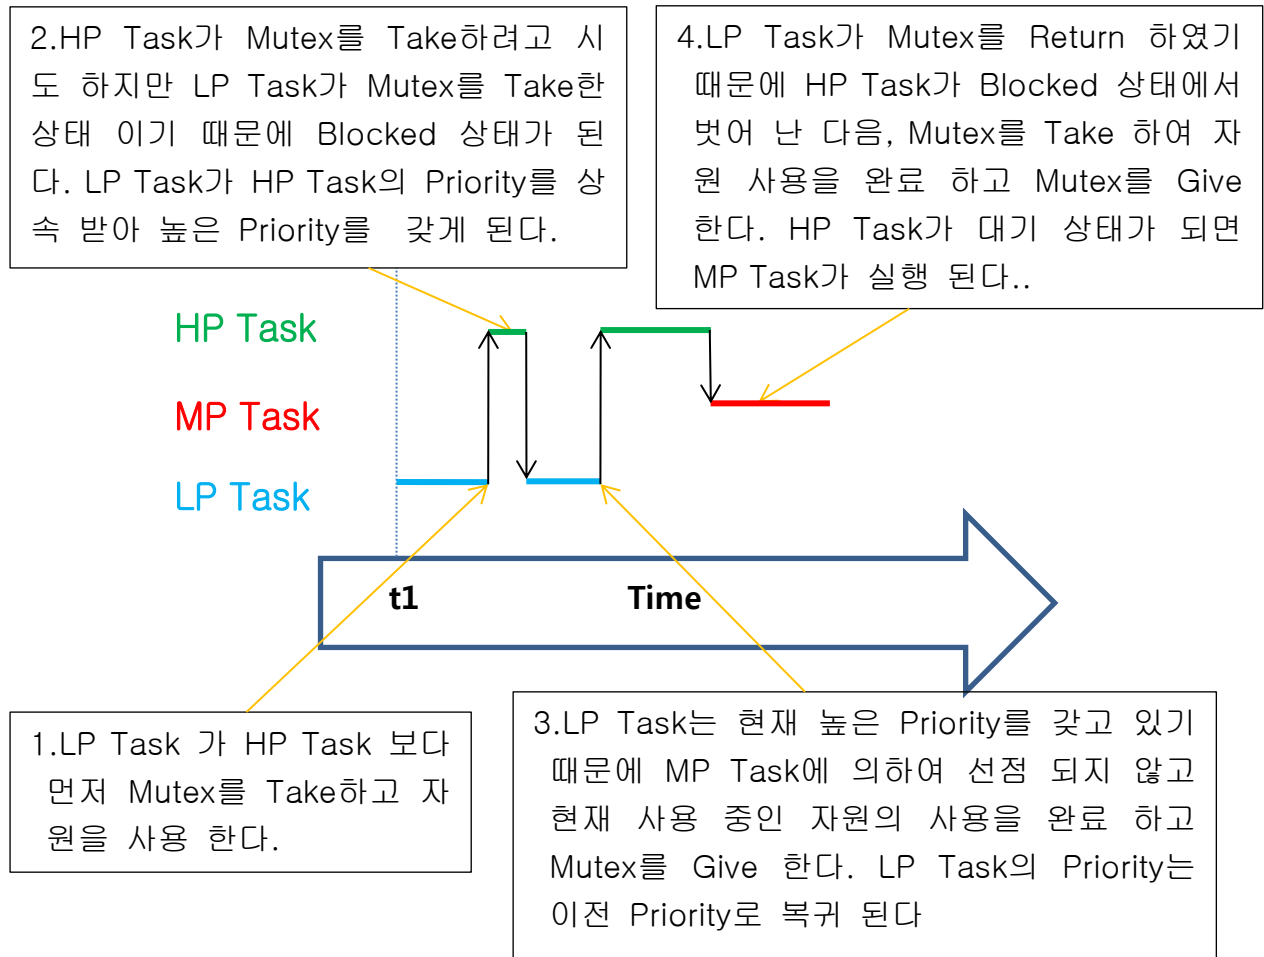 2.HP Task가 Mutex를 Take하려고 시
도 하지만 LP Task가 Mutex를 Take한
상태 이기 때문에 Blocked 상태가 된
다. LP Task가 HP Task의 Priority를 상
속 받아 높은 Priority를 갖게 된다.
4.LP Task가 Mutex를 Return 하였기
때문에 HP Task가 Blocked 상태에서
벗어 난 다음, Mutex를 Take 하여 자
원 사용을 완료 하고 Mutex를 Give
한다. HP Task가 대기 상태가 되면
MP Task가 실행 된다..
HP Task
MP Task
LP Task
t1 Time
1.LP Task 가 HP Task 보다
먼저 Mutex를 Take하고 자
원을 사용 한다.
3.LP Task는 현재 높은 Priority를 갖고 있기
때문에 MP Task에 의하여 선점 되지 않고
현재 사용 중인 자원의 사용을 완료 하고
Mutex를 Give 한다. LP Task의 Priority는
이전 Priority로 복귀 된다